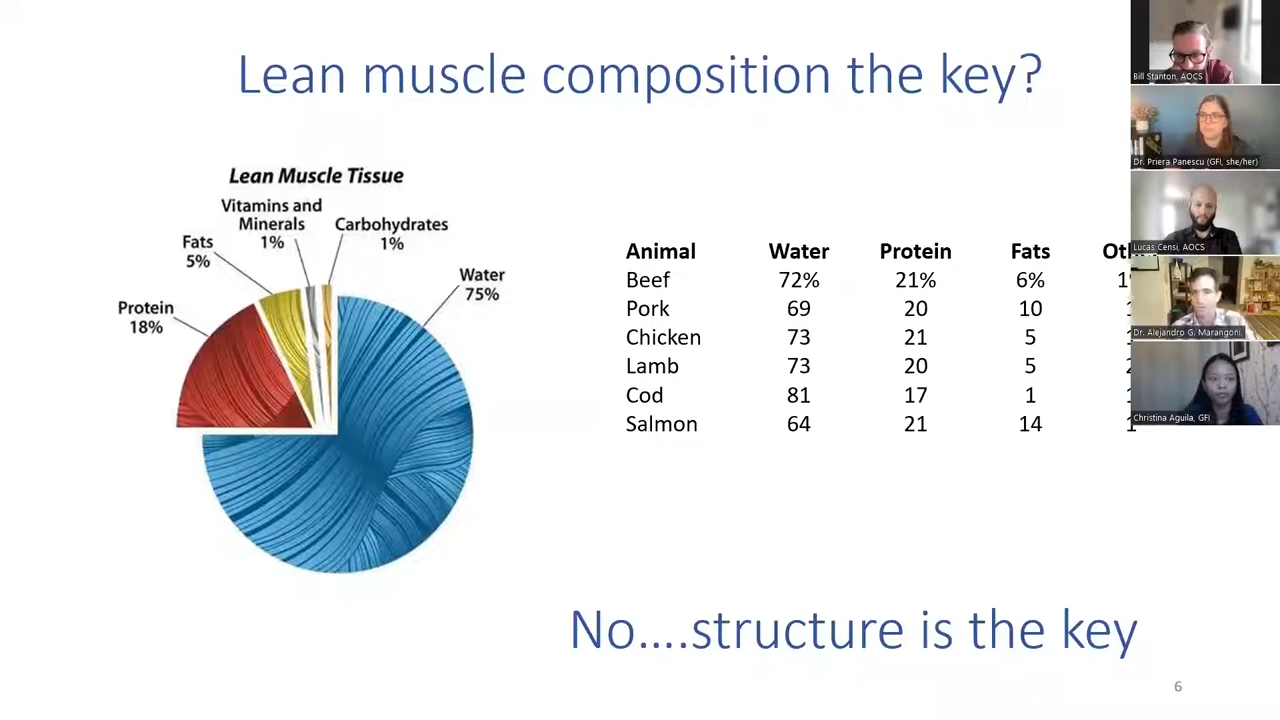 Lean muscle composition the key?
Lean Muscle Tissue
Vitamins and
Minerals
1%
Carbohydrates
1%
Fats
5%
Water
75%
Protein
18%
Animal Water Protein Fats
Beef 72% 21% 6%
Pork 69 20 10
Chicken 73 21 5
Lamb 73 20 5
Cod 81 17 1
Salmon 64 21 14 1
No....structure is the key
6
Bill Stanton, AOCS
Dr. Priera Panescu (GFI, she/her)
Lucas Censi, AOCS
Dr. Alejandro G. Marangoni,
Christina Aguila, GFI